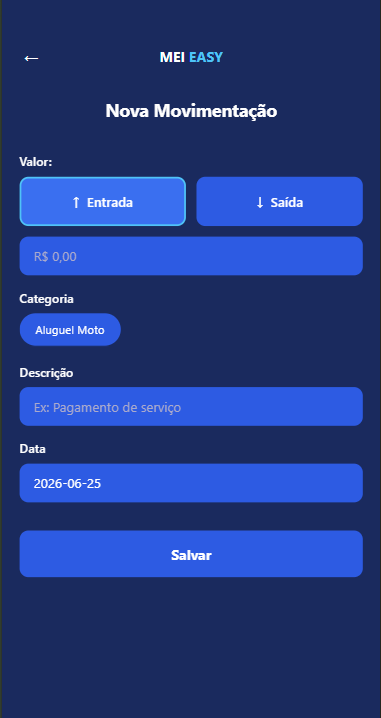 ←
MEI EASY
Nova Movimentação
Valor:
↑ Entrada
↓ Saída
R$ 0,00
Categoria
Aluguel Moto
Descrição
Ex: Pagamento de serviço
Data
2026-06-25
Salvar